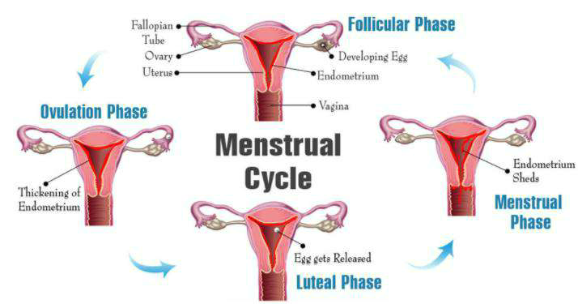 Follicular Phase
Fallopian
Tube
Ovary
Uterus
Developing Egg
Endometrium
Vagina
Ovulation Phase
Thickening of
Endometrium
Menstrual
Cycle
Endometrium
Sheds
Menstrual
Phase
Egg gets Released
Luteal Phase